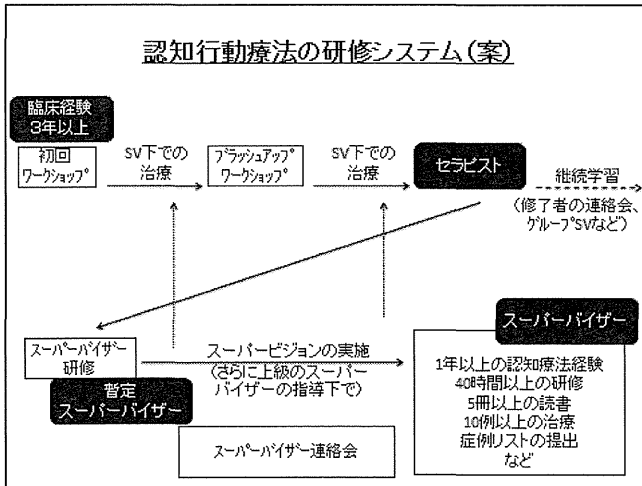 認知行動療法の研修システム(案)
臨床経験
3年以上
初回
ワークショップ
SV下での
治療
ブラッシュアップ
ワークショップ
SV下での
治療
セラピスト
継続学習
(修了者の連絡会、
グループSVなど)
スーパーバイザー
研修
暫定
スーパーバイザー
スーパービジョンの実施
(さらに上級のスーパー
バイザーの指導下で)
スーパーバイザー連絡会
スーパーバイザー
1年以上の認知療法経験
40時間以上の研修
5冊以上の読書
10例以上の治療
症例リストの提出
など